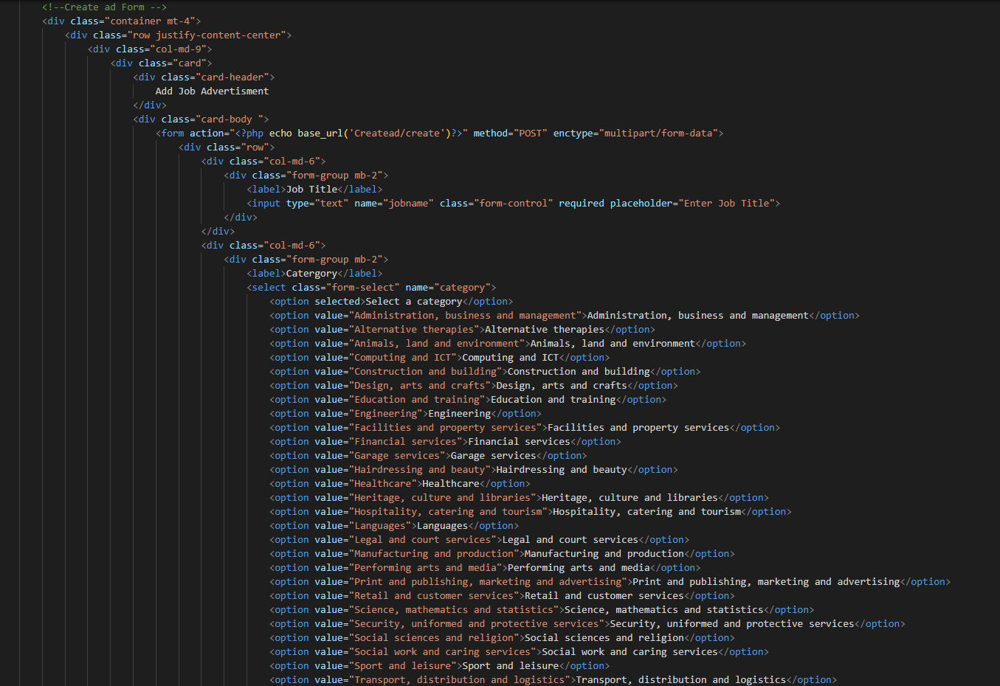 <!--Create ad Form -->
<div class="container mt-4">
<div class="row justify-content-center">
<div class="col-md-9">
<div class="card">
<div class="card-header">
Add Job Advertisment
</div>
<div class="card-body ">
<form action="<?php echo base_url('Createad/create')?>" method="POST" enctype="multipart/form-data">
<div class="row">
<div class="col-md-6">
<div class="form-group mb-2">
<label>Job Title</label>
<input type="text" name="jobname" class="form-control" required placeholder="Enter Job Title">
</div>
</div>
<div class="col-md-6">
<div class="form-group mb-2">
<label>Catergory</label>
<select class="form-select" name="category">
<option selected>Select a category</option>
<option value="Administration, business and management">Administration, business and management</option>
<option value="Alternative therapies">Alternative therapies</option>
<option value="Animals, land and environment">Animals, land and environment</option>
<option value="Computing and ICT">Computing and ICT</option>
<option value="Construction and building">Construction and building</option>
<option value="Design, arts and crafts">Design, arts and crafts</option>
<option value="Education and training">Education and training</option>
<option value="Engineering">Engineering</option>
<option value="Facilities and property services">Facilities and property services</option>
<option value="Financial services">Financial services</option>
<option value="Garage services">Garage services</option>
<option value="Hairdressing and beauty">Hairdressing and beauty</option>
<option value="Healthcare">Healthcare</option>
<option value="Heritage, culture and libraries">Heritage, culture and libraries</option>
<option value="Hospitality, catering and tourism">Hospitality, catering and tourism</option>
<option value="Languages">Languages</option>
<option value="Legal and court services">Legal and court services</option>
<option value="Manufacturing and production">Manufacturing and production</option>
<option value="Performing arts and media">Performing arts and media</option>
<option value="Print and publishing, marketing and advertising">Print and publishing, marketing and advertising</option>
<option value="Retail and customer services">Retail and customer services</option>
<option value="Science, mathematics and statistics">Science, mathematics and statistics</option>
<option value="Security, uniformed and protective services">Security, uniformed and protective services</option>
<option value="Social sciences and religion">Social sciences and religion</option>
<option value="Social work and caring services">Social work and caring services</option>
<option value="Sport and leisure">Sport and leisure</option>
<option value="Transport, distribution and logistics">Transport, distribution and logistics</option>